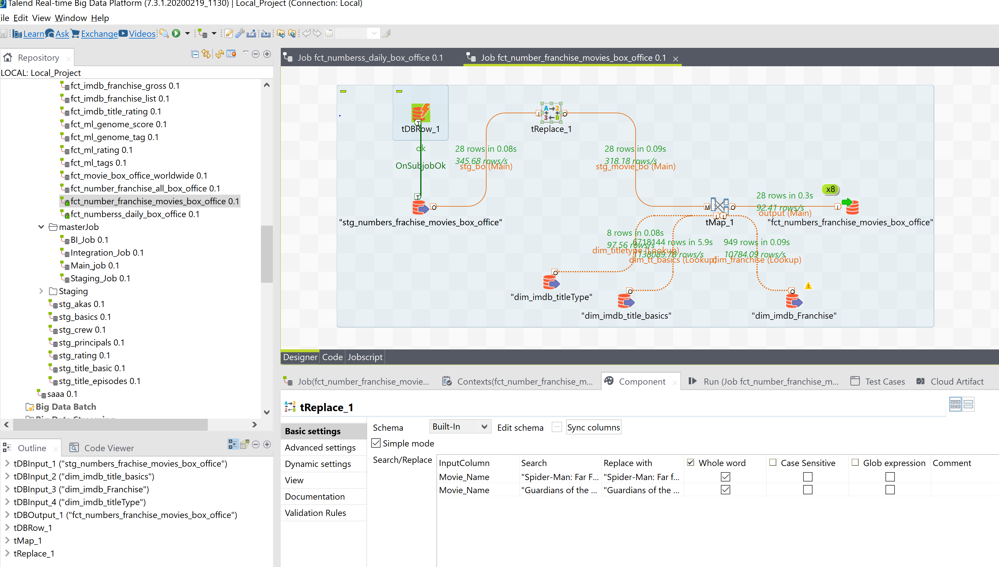 Talend Real-time Big Data Platform (7.3.1.20200219_1130) | Local_Project (Connection: Local)
ile Edit View Window Help
Learn Ask Exchange Videos
Repository
LOCAL: Local_Project
fct_imdb_franchise_gross 0.1
fct_imdb_franchise_list 0.1
fct_imdb_title_rating 0.1
fct_ml_genome_score 0.1
fct_ml_genome_tag 0.1
fct_ml_rating 0.1
fct_ml_tags 0.1
fct_movie_box_office_worldwide 0.1
fct_number_franchise_all_box_office 0.1
fct_number_franchise_movies_box_office 0.1
fct_numberss_daily_box_office 0.1
masterJob
BI_Job 0.1
Integration_Job 0.1
Main_job 0.1
Staging_Job 0.1
Staging
stg_akas 0.1
stg_basics 0.1
stg_crew 0.1
stg_principals 0.1
stg_rating 0.1
stg_title_basic 0.1
stg_title_episodes 0.1
saaa 0.1
Big Data Batch
Big Data Streaming
Outline
Code Viewer
tDBInput_1 ("stg_numbers_frachise_movies_box_office")
tDBInput_2 ("dim_imdb_title_basics")
tDBInput_3 ("dim_imdb_Franchise")
tDBInput_4 ("dim_imdb_titleType")
tDBOutput_1 ("fct_numbers_franchise_movies_box_office")
tDBRow_1
tMap_1
tReplace_1
Job fct_numberss_daily_box_office 0.1
Job fct_number_franchise_movies_box_office 0.1
tDBRow_1
tReplace_1
ok
OnSubjobOk
28 rows in 0.08s
345.68 rows/s
stg_bo (Main)
28 rows in 0.09s
318.18 rows/s
stg_movie_bo (Main)
x8
28 rows in 0.3s
92.41 rows/s
output (Main)
"stg_numbers_frachise_movies_box_office"
tMap_1
"fct_numbers_franchise_movies_box_office"
8 rows in 0.08s
97.56 rows/s
dim_titletype (Lookup)
6718144 rows in 5.9s
1138089.78 rows/s
dim_tt_basics (Lookup)
949 rows in 0.09s
10784.09 rows/s
dim_franchise (Lookup)
"dim_imdb_titleType"
"dim_imdb_title_basics"
"dim_imdb_Franchise"
Designer Code Jobscript
Job(fct_number_franchise_movie...
Contexts(fct_number_franchise_m...
Component
Run (Job fct_number_franchise_m...
Test Cases
Cloud Artifact
tReplace_1
Basic settings
Advanced settings
Dynamic settings
View
Documentation
Validation Rules
Schema Built-In Edit schema ... Sync columns
Simple mode
Search/Replace
InputColumn Search Replace with Whole word Case Sensitive Glob expression Comment
Movie_Name "Spider-Man: Far F... "Spider-Man: Far f...
Movie_Name "Guardians of the ... "Guardians of the ...